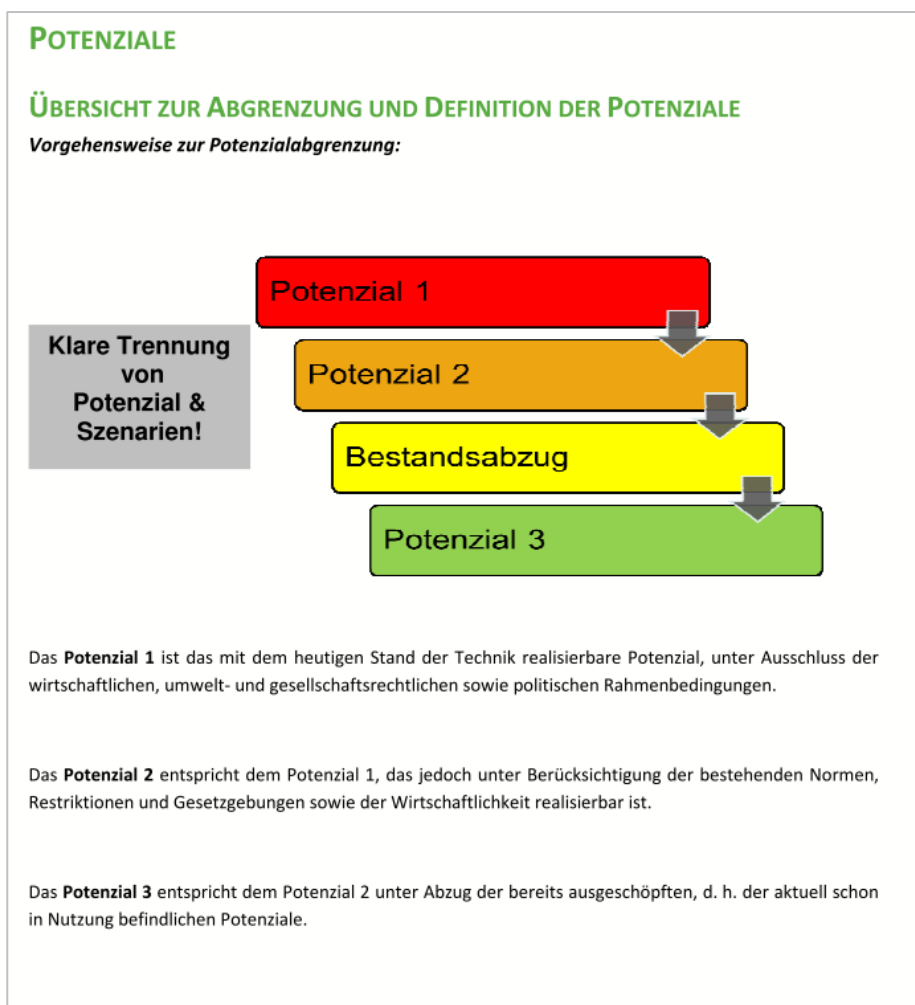 POTENZIALE
ÜBERSICHT ZUR ABGRENZUNG UND DEFINITION DER POTENZIALE
Vorgehensweise zur Potenzialabgrenzung:
Potenzial 1
Klare Trennung
von
Potenzial &
Szenarien!
Potenzial 2
Bestandsabzug
Potenzial 3
Das Potenzial 1 ist das mit dem heutigen Stand der Technik realisierbare Potenzial, unter Ausschluss der
wirtschaftlichen, umwelt- und gesellschaftsrechtlichen sowie politischen Rahmenbedingungen.
Das Potenzial 2 entspricht dem Potenzial 1, das jedoch unter Berücksichtigung der bestehenden Normen,
Restriktionen und Gesetzgebungen sowie der Wirtschaftlichkeit realisierbar ist.
Das Potenzial 3 entspricht dem Potenzial 2 unter Abzug der bereits ausgeschöpften, d. h. der aktuell schon
in Nutzung befindlichen Potenziale.